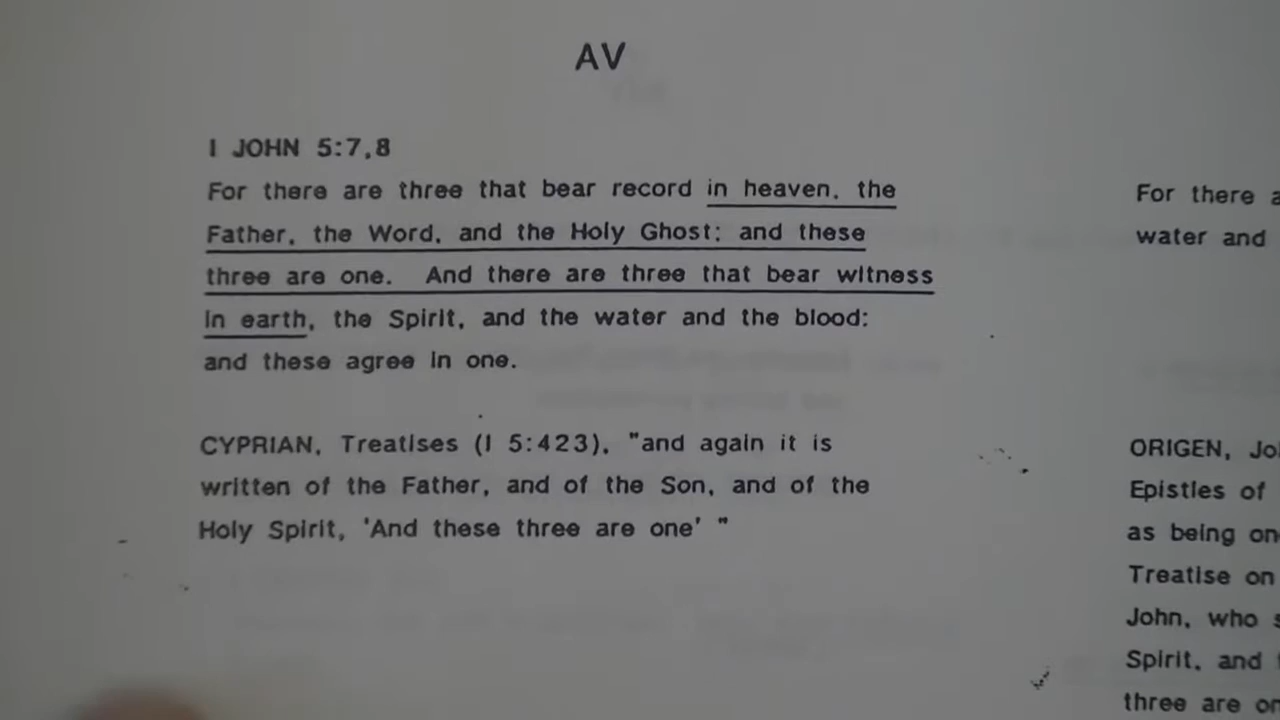 AV
I JOHN 5:7,8
For there are three that bear record in heaven, the
Father, the Word, and the Holy Ghost: and these
three are one. And there are three that bear witness
in earth, the Spirit, and the water and the blood:
and these agree in one.
CYPRIAN, Treatises (I 5:423), "and again it is
written of the Father, and of the Son, and of the
Holy Spirit, 'And these three are one' "
For there
water and
ORIGEN,
Epistles of
as being
Treatise on
John, who
Spirit, and
three are